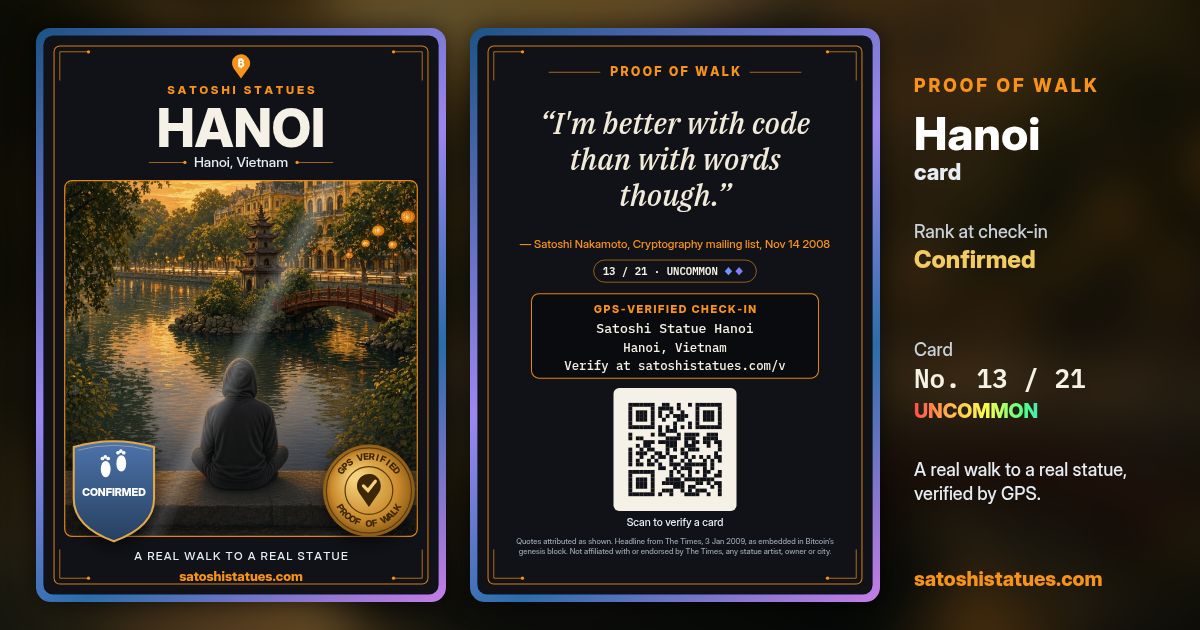 SATOSHI STATUES
HANOI
Hanoi, Vietnam
CONFIRMED
GPS VERIFIED
PROOF OF WALK
A REAL WALK TO A REAL STATUE
satoshistatues.com
PROOF OF WALK
“I'm better with code
than with words
though.”
— Satoshi Nakamoto, Cryptography mailing list, Nov 14 2008
13 / 21 · UNCOMMON
GPS-VERIFIED CHECK-IN
Satoshi Statue Hanoi
Hanoi, Vietnam
Verify at satoshistatues.com/v
Scan to verify a card
Quotes attributed as shown. Headline from The Times, 3 Jan 2009, as embedded in Bitcoin's
genesis block. Not affiliated with or endorsed by The Times, any statue artist, owner or city.
PROOF OF WALK
Hanoi
card
Rank at check-in
Confirmed
Card
No. 13 / 21
UNCOMMON
A real walk to a real statue,
verified by GPS.
satoshistatues.com